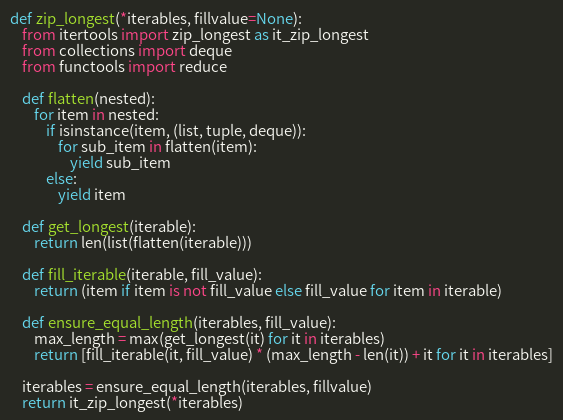 def zip_longest(*iterables, fillvalue=None):
from itertools import zip_longest as it_zip_longest
from collections import deque
from functools import reduce
def flatten(nested):
for item in nested:
if isinstance(item, (list, tuple, deque)):
for sub_item in flatten(item):
yield sub_item
else:
yield item
def get_longest(iterable):
return len(list(flatten(iterable)))
def fill_iterable(iterable, fill_value):
return (item if item is not fill_value else fill_value for item in iterable)
def ensure_equal_length(iterables, fill_value):
max_length = max(get_longest(it) for it in iterables)
return [fill_iterable(it, fill_value) * (max_length - len(it)) + it for it in iterables]
iterables = ensure_equal_length(iterables, fillvalue)
return it_zip_longest(*iterables)